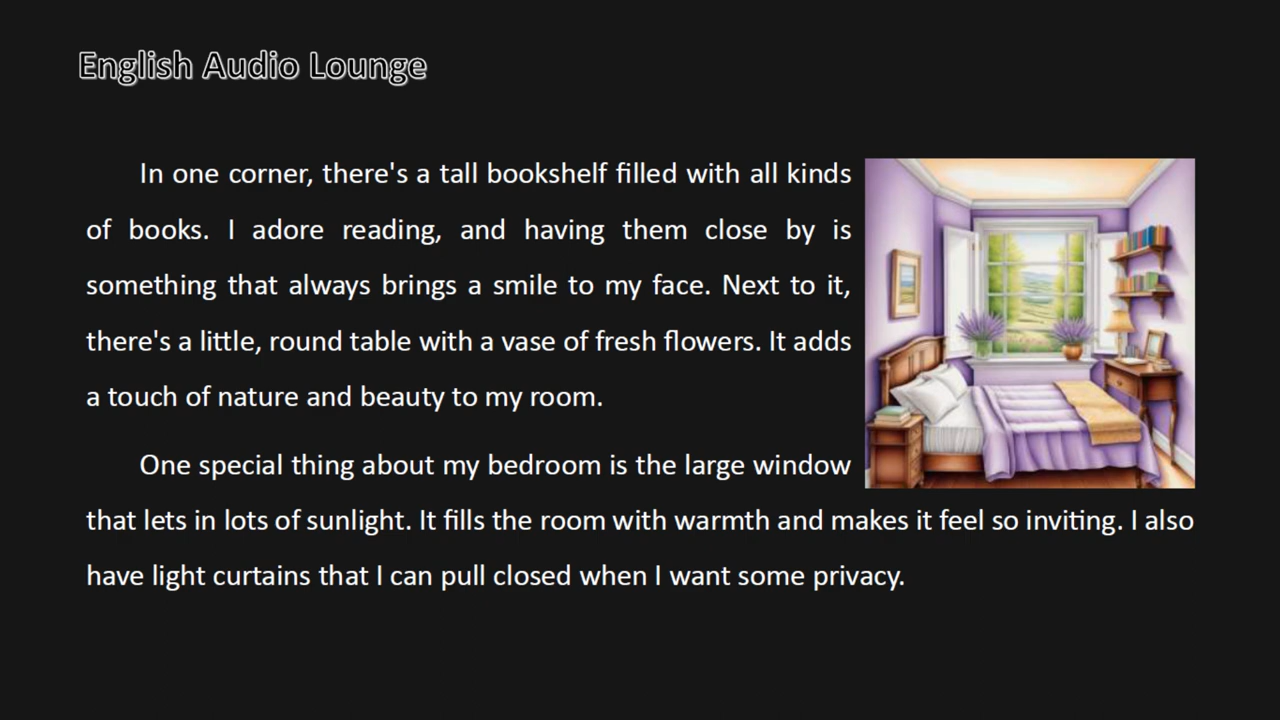 English Audio Lounge
In one corner, there's a tall bookshelf filled with all kinds
of books. I adore reading, and having them close by is
something that always brings a smile to my face. Next to it,
there's a little, round table with a vase of fresh flowers. It adds
a touch of nature and beauty to my room.
One special thing about my bedroom is the large window
that lets in lots of sunlight. It fills the room with warmth and makes it feel so inviting. I also
have light curtains that I can pull closed when I want some privacy.